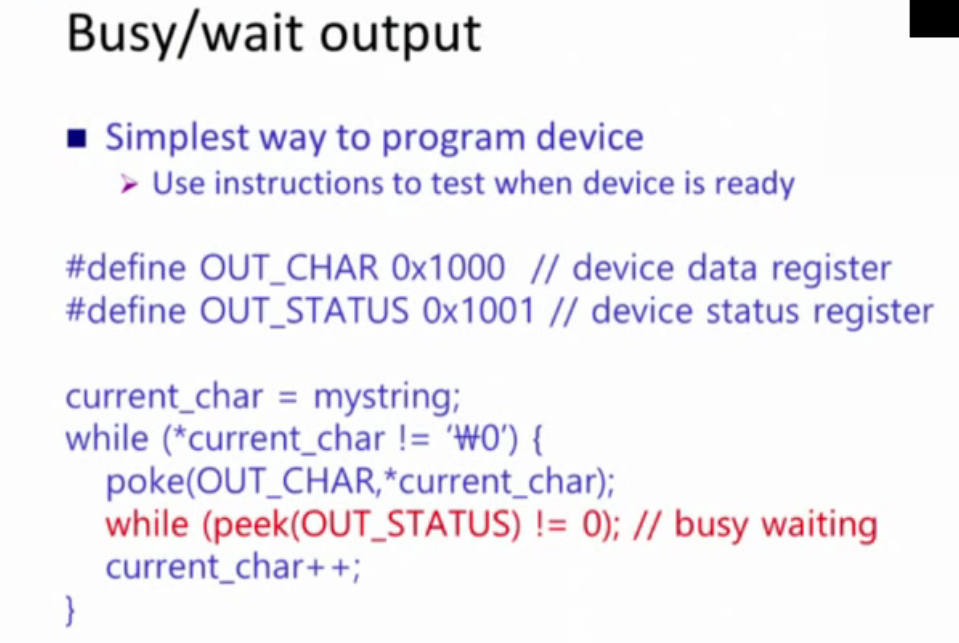 Busy/wait output
■ Simplest way to program device
➢ Use instructions to test when device is ready
#define OUT_CHAR 0x1000 // device data register
#define OUT_STATUS 0x1001 // device status register
current_char = mystring;
while (*current_char != '₩0') {
poke(OUT_CHAR,*current_char);
while (peek(OUT_STATUS) != 0); // busy waiting
current_char++;
}